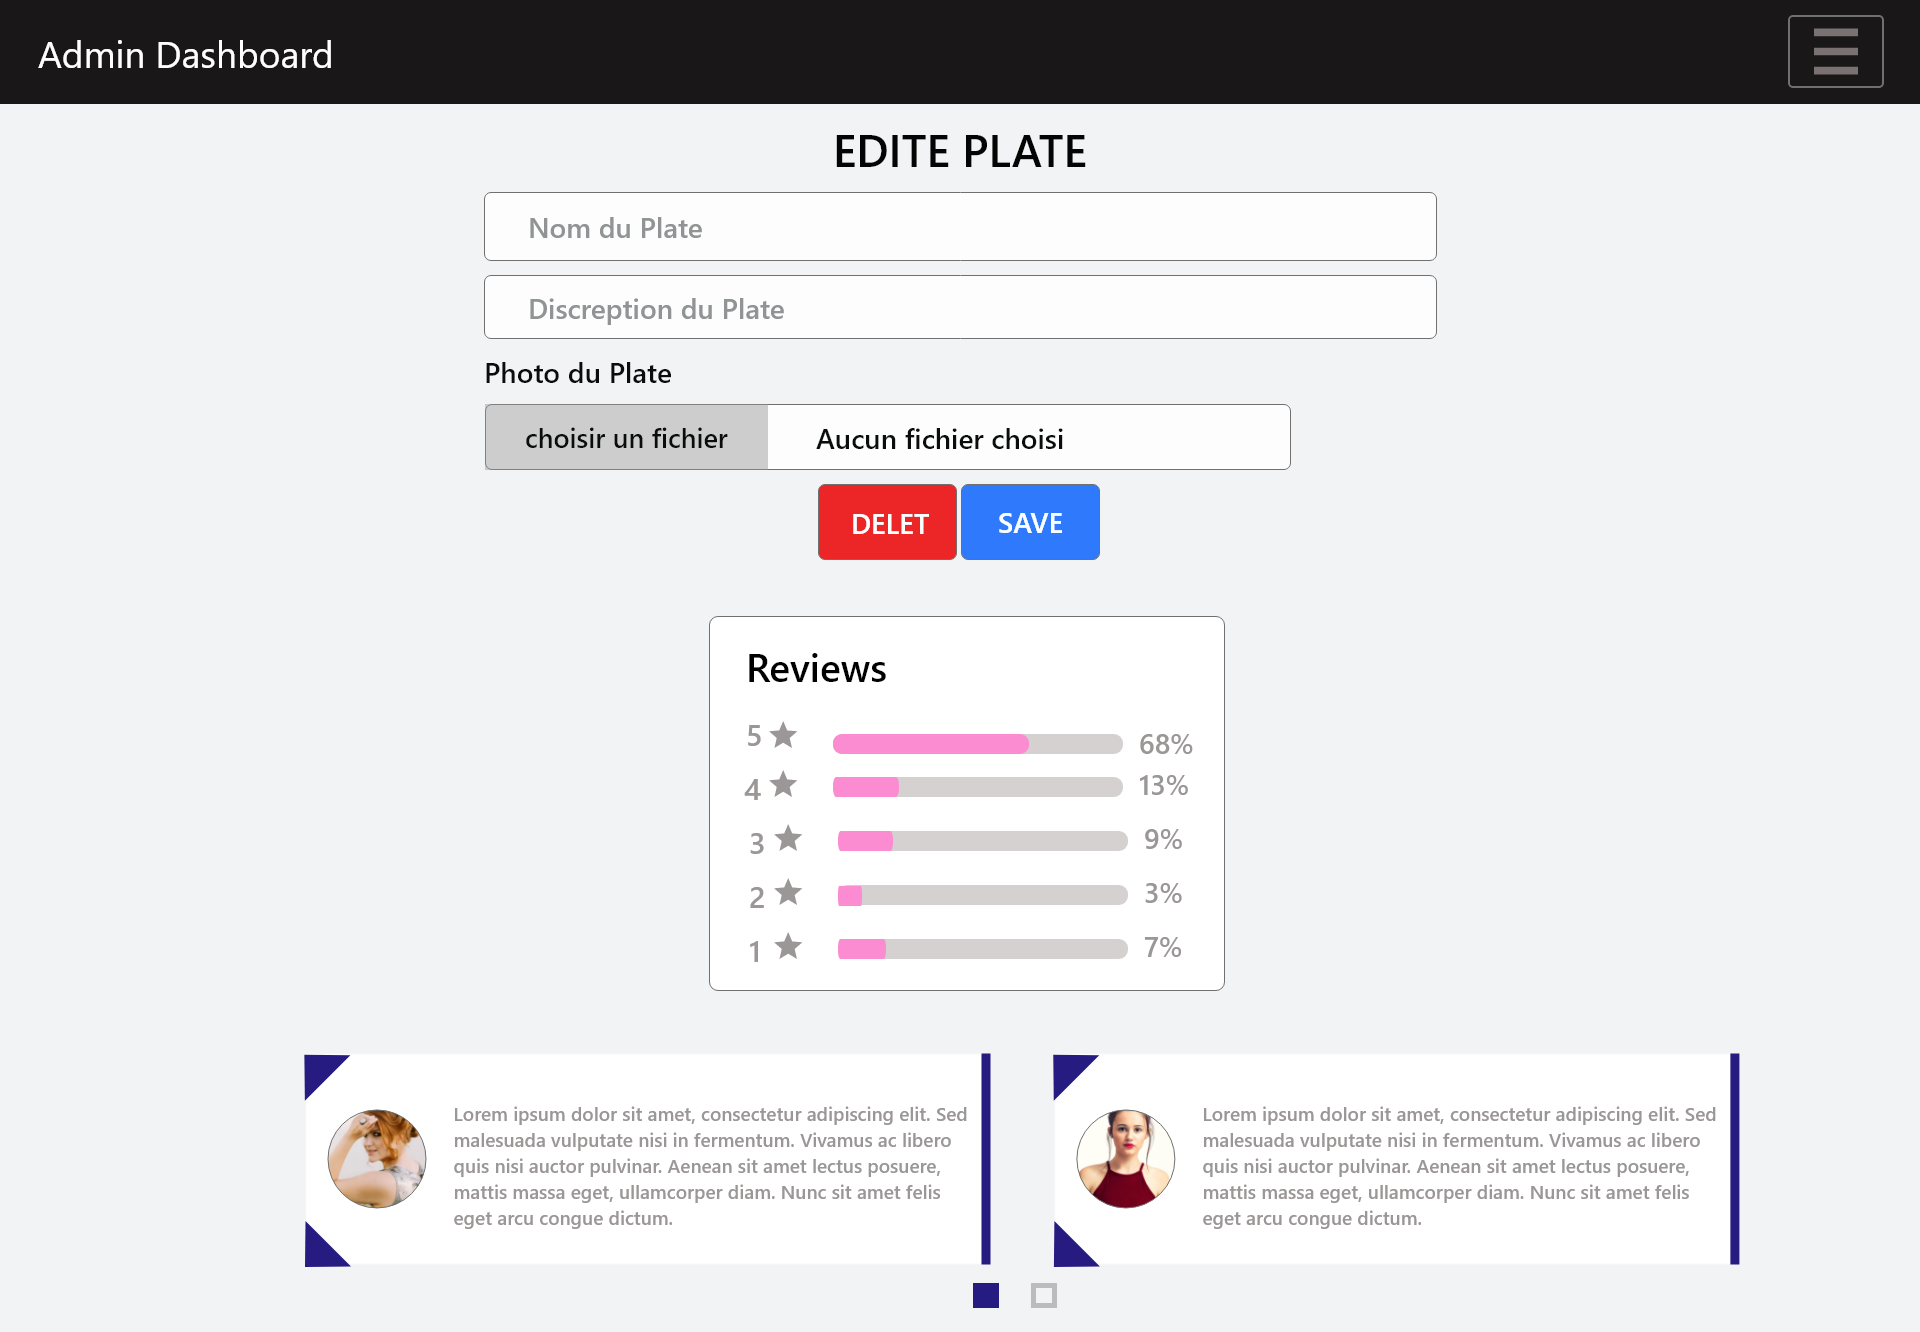 Admin Dashboard
EDITE PLATE
Nom du Plate
Discreption du Plate
Photo du Plate
choisir un fichier Aucun fichier choisi
DELET SAVE
Reviews
5 68%
4 13%
3 9%
2 3%
1 7%
Lorem ipsum dolor sit amet, consectetur adipiscing elit. Sed
malesuada vulputate nisi in fermentum. Vivamus ac libero
quis nisi auctor pulvinar. Aenean sit amet lectus posuere,
mattis massa eget, ullamcorper diam. Nunc sit amet felis
eget arcu congue dictum.
Lorem ipsum dolor sit amet, consectetur adipiscing elit. Sed
malesuada vulputate nisi in fermentum. Vivamus ac libero
quis nisi auctor pulvinar. Aenean sit amet lectus posuere,
mattis massa eget, ullamcorper diam. Nunc sit amet felis
eget arcu congue dictum.